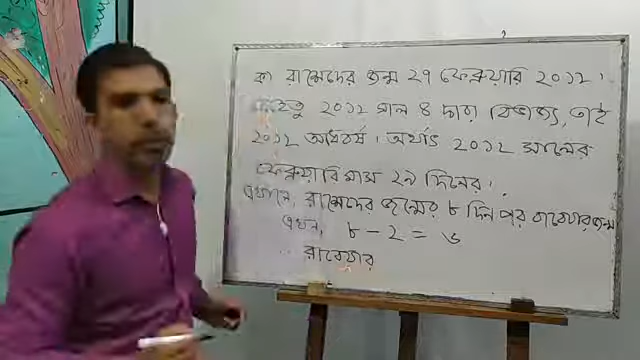 ক) রাশেদের জন্ম ২৭ ফেব্রুয়ারি ২০১২।
যেহেতু ২০১২ সাল ৪ দ্বারা বিভাজ্য, তাই
২০১২ অধিবর্ষ। অর্থাৎ ২০১২ সালের
ফেব্রুয়ারি মাস ২৯ দিনের।
এখানে, রাশেদের জন্মের ৮ দিন পর রাবেয়ার জন্ম
এখন, ৮ - ২ = ৬
রাবেয়ার